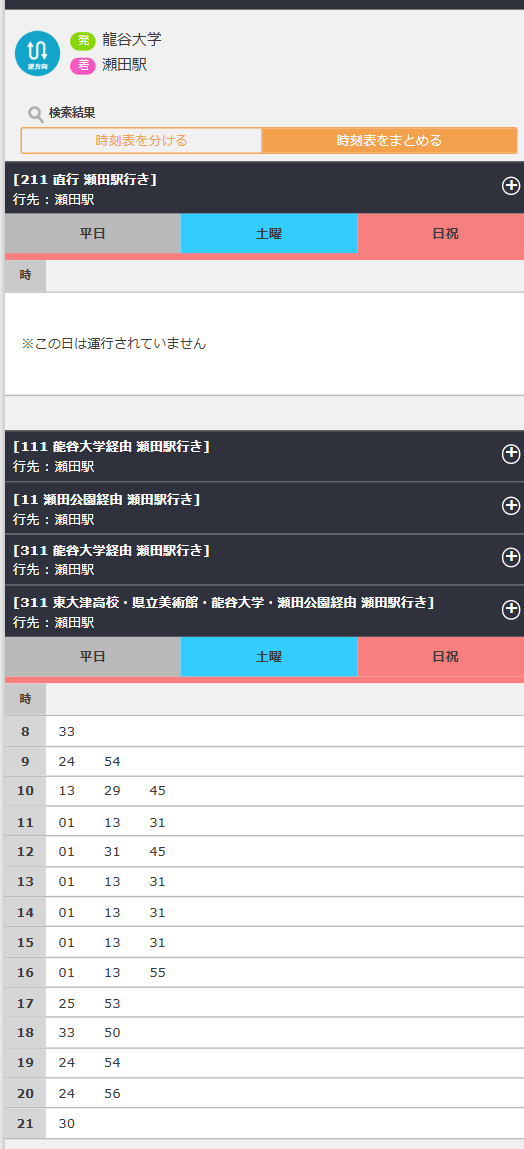 逆方向
発 龍谷大学
着 瀬田駅
検索結果
時刻表を分ける 時刻表をまとめる
[211 直行 瀬田駅行き]
行先：瀬田駅
平日 土曜 日祝
時
※この日は運行されていません
[111 龍谷大学経由 瀬田駅行き]
行先：瀬田駅
[11 瀬田公園経由 瀬田駅行き]
行先：瀬田駅
[311 龍谷大学経由 瀬田駅行き]
行先：瀬田駅
[311 東大津高校・県立美術館・龍谷大学・瀬田公園経由 瀬田駅行き]
行先：瀬田駅
平日 土曜 日祝
時
8 33
9 24 54
10 13 29 45
11 01 13 31
12 01 31 45
13 01 13 31
14 01 13 31
15 01 13 31
16 01 13 55
17 25 53
18 33 50
19 24 54
20 24 56
21 30